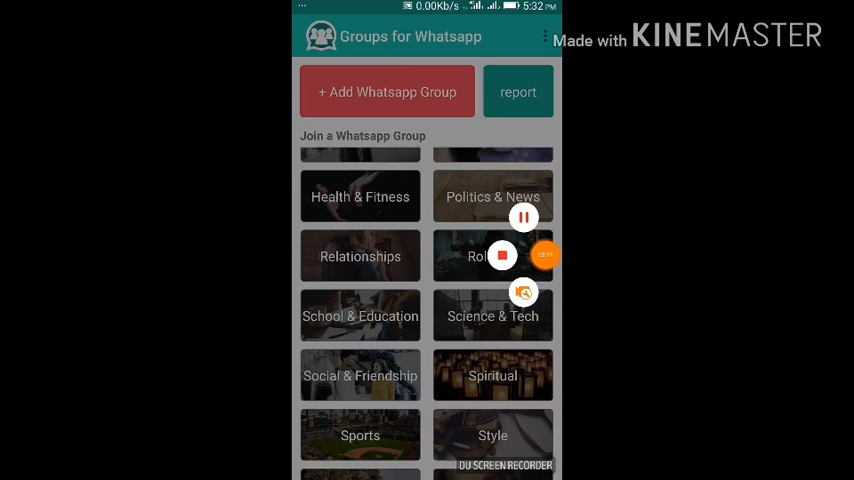 0.00Kb/s 5:32 PM
Groups for Whatsapp
Made with KINEMASTER
+ Add Whatsapp Group
report
Join a Whatsapp Group
Health & Fitness
Politics & News
Relationships
School & Education
Science & Tech
Social & Friendship
Spiritual
Sports
Style
DU SCREEN RECORDER